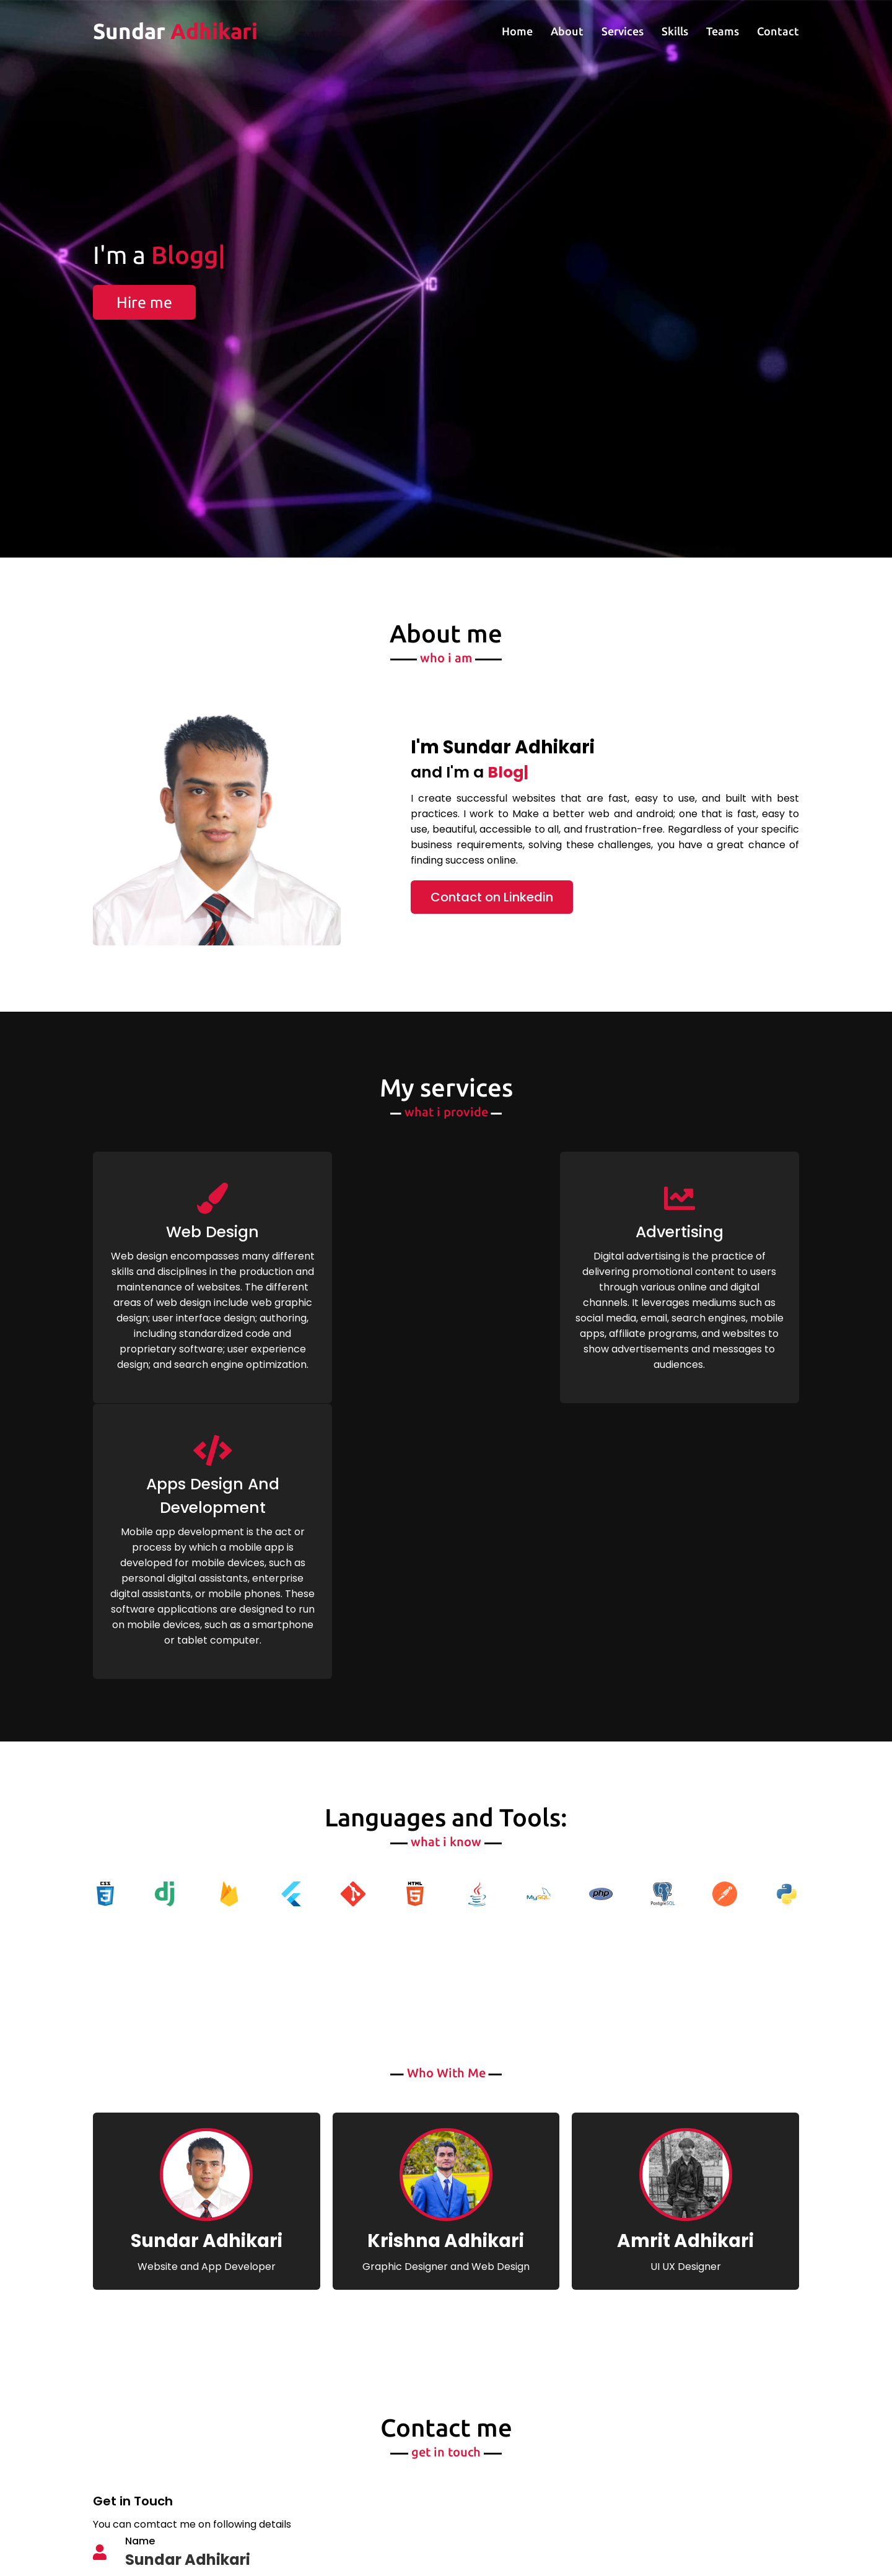 Sundar Adhikari
Home About Services Skills Teams Contact
I'm a Blogg|
Hire me
About me
who i am
I'm Sundar Adhikari
and I'm a Blog|
I create successful websites that are fast, easy to use, and built with best
practices. I work to Make a better web and android; one that is fast, easy to
use, beautiful, accessible to all, and frustration-free. Regardless of your specific
business requirements, solving these challenges, you have a great chance of
finding success online.
Contact on Linkedin
My services
what i provide
Web Design
Web design encompasses many different
skills and disciplines in the production and
maintenance of websites. The different
areas of web design include web graphic
design; user interface design; authoring,
including standardized code and
proprietary software; user experience
design; and search engine optimization.
Advertising
Digital advertising is the practice of
delivering promotional content to users
through various online and digital
channels. It leverages mediums such as
social media, email, search engines, mobile
apps, affiliate programs, and websites to
show advertisements and messages to
audiences.
Apps Design And
Development
Mobile app development is the act or
process by which a mobile app is
developed for mobile devices, such as
personal digital assistants, enterprise
digital assistants, or mobile phones. These
software applications are designed to run
on mobile devices, such as a smartphone
or tablet computer.
Languages and Tools:
what i know
CSS 3
dj
HTML 5
MySQL
php
PostgreSQL
Who With Me
Sundar Adhikari
Website and App Developer
Krishna Adhikari
Graphic Designer and Web Design
Amrit Adhikari
UI UX Designer
Contact me
get in touch
Get in Touch
You can comtact me on following details
Name
Sundar Adhikari